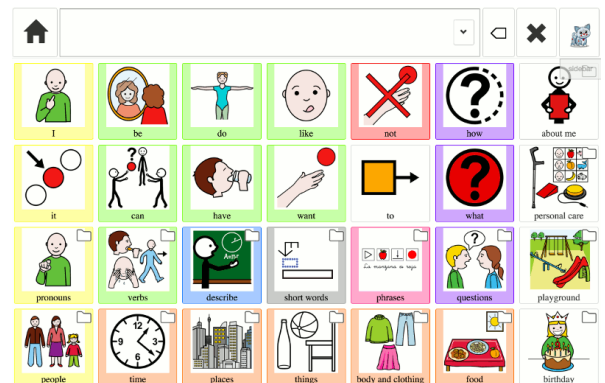 sidebar
I
be
do
like
not
how
about me
it
can
have
want
to
what
personal care
pronouns
verbs
describe
short words
phrases
questions
playground
people
time
places
things
body and clothing
food
birthday